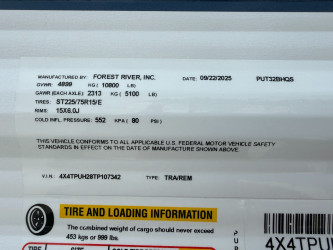 MANUFACTURED BY: FOREST RIVER, INC. DATE: 09/22/2025 PUT32BHQS
GVWR: 4899 KG ( 10800 LB)
GAWR (EACH AXLE) 2313 KG ( 5100 LB)
TIRES: ST225/75R15/E
RIMS: 15X6.0J
COLD INFL. PRESSURE: 552 KPA ( 80 PSI)
THIS VEHICLE CONFORMS TO ALL APPLICABLE U.S. FEDERAL MOTOR VEHICLE SAFETY
STANDARDS IN EFFECT ON THE DATE OF MANUFACTURE SHOWN ABOVE.
V.I.N.: 4X4TPUH28TP107342 TYPE: TRA/REM
TIRE AND LOADING INFORMATION
The combined weight of cargo should never exceed
453 kgs or 999 lbs.
TIRE SIZE
4X4TPU